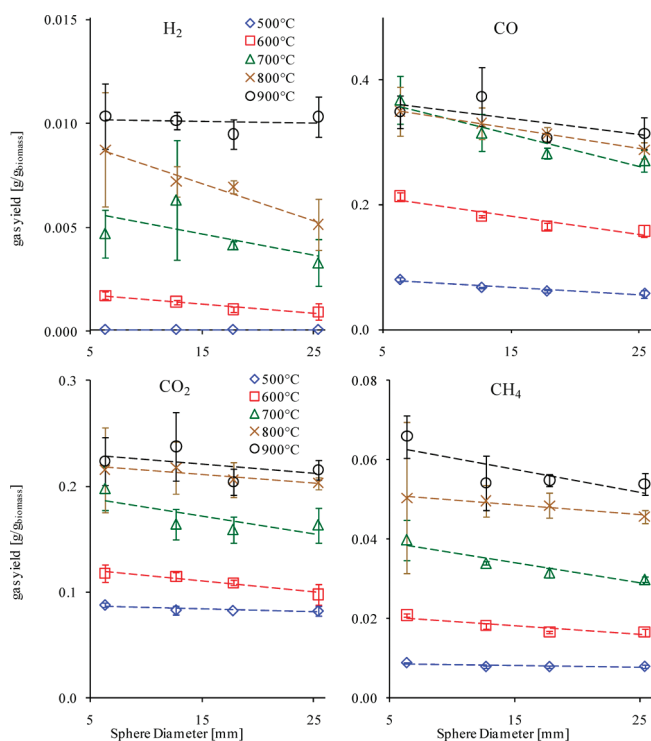 H2
CO
500°C
600°C
700°C
800°C
900°C
gas yield [g/gbiomass]
0.015
0.010
0.005
0.000
5
15
25
0.4
0.2
0.0
5
15
25
CO2
CH4
500°C
600°C
700°C
800°C
900°C
gas yield [g/gbiomass]
0.3
0.2
0.1
0.0
5
15
25
Sphere Diameter [mm]
0.08
0.06
0.04
0.02
0.00
5
15
25
Sphere Diameter [mm]